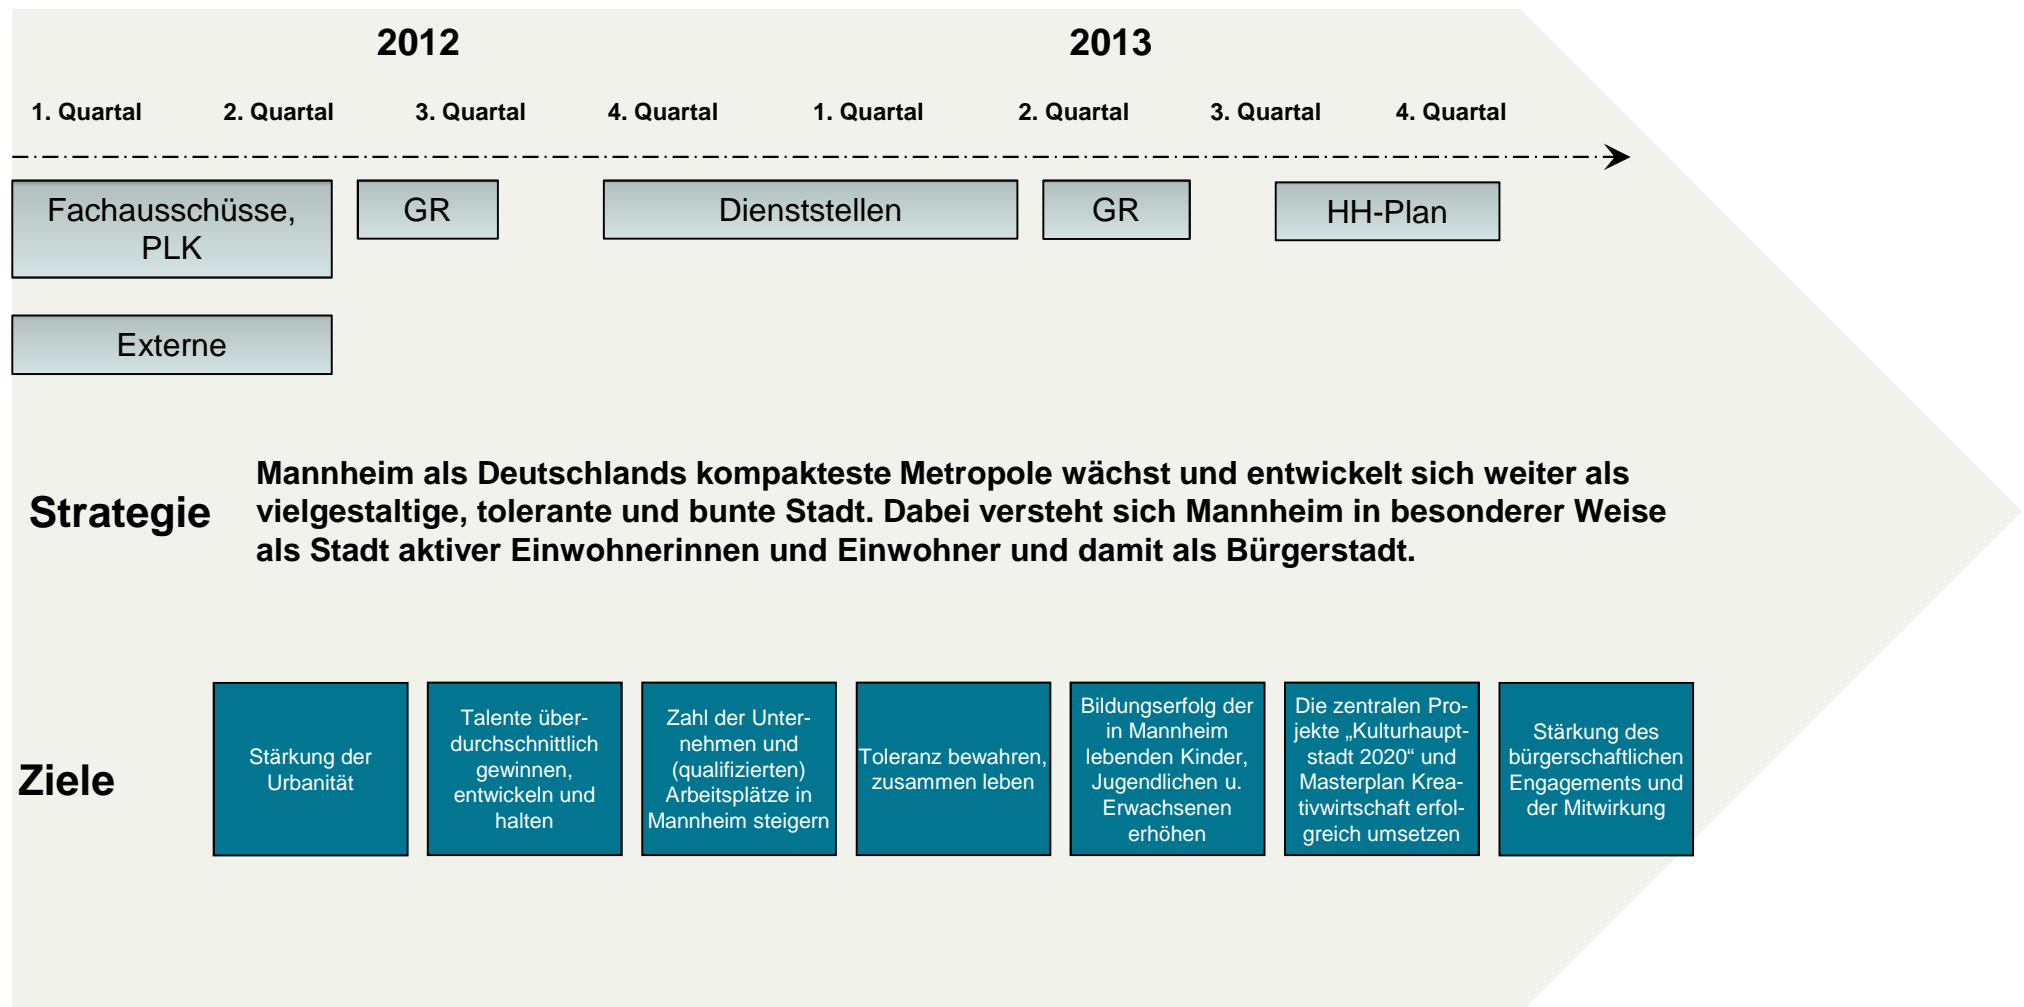 2012
2013
1. Quartal
2. Quartal
3. Quartal
4. Quartal
1. Quartal
2. Quartal
3. Quartal
4. Quartal
Fachausschüsse,
PLK
GR
Dienststellen
GR
HH-Plan
Externe
Strategie
Mannheim als Deutschlands kompakteste Metropole wächst und entwickelt sich weiter als
vielgestaltige, tolerante und bunte Stadt. Dabei versteht sich Mannheim in besonderer Weise
als Stadt aktiver Einwohnerinnen und Einwohner und damit als Bürgerstadt.
Ziele
Stärkung der
Urbanität
Talente über-
durchschnittlich
gewinnen,
entwickeln und
halten
Zahl der Unter-
nehmen und
(qualifizierten)
Arbeitsplätze in
Mannheim steigern
Toleranz bewahren,
zusammen leben
Bildungserfolg der
in Mannheim
lebenden Kinder,
Jugendlichen u.
Erwachsenen
erhöhen
Die zentralen Pro-
jekte „Kulturhaupt-
stadt 2020“ und
Masterplan Krea-
tivwirtschaft erfol-
greich umsetzen
Stärkung des
bürgerschaftlichen
Engagements und
der Mitwirkung